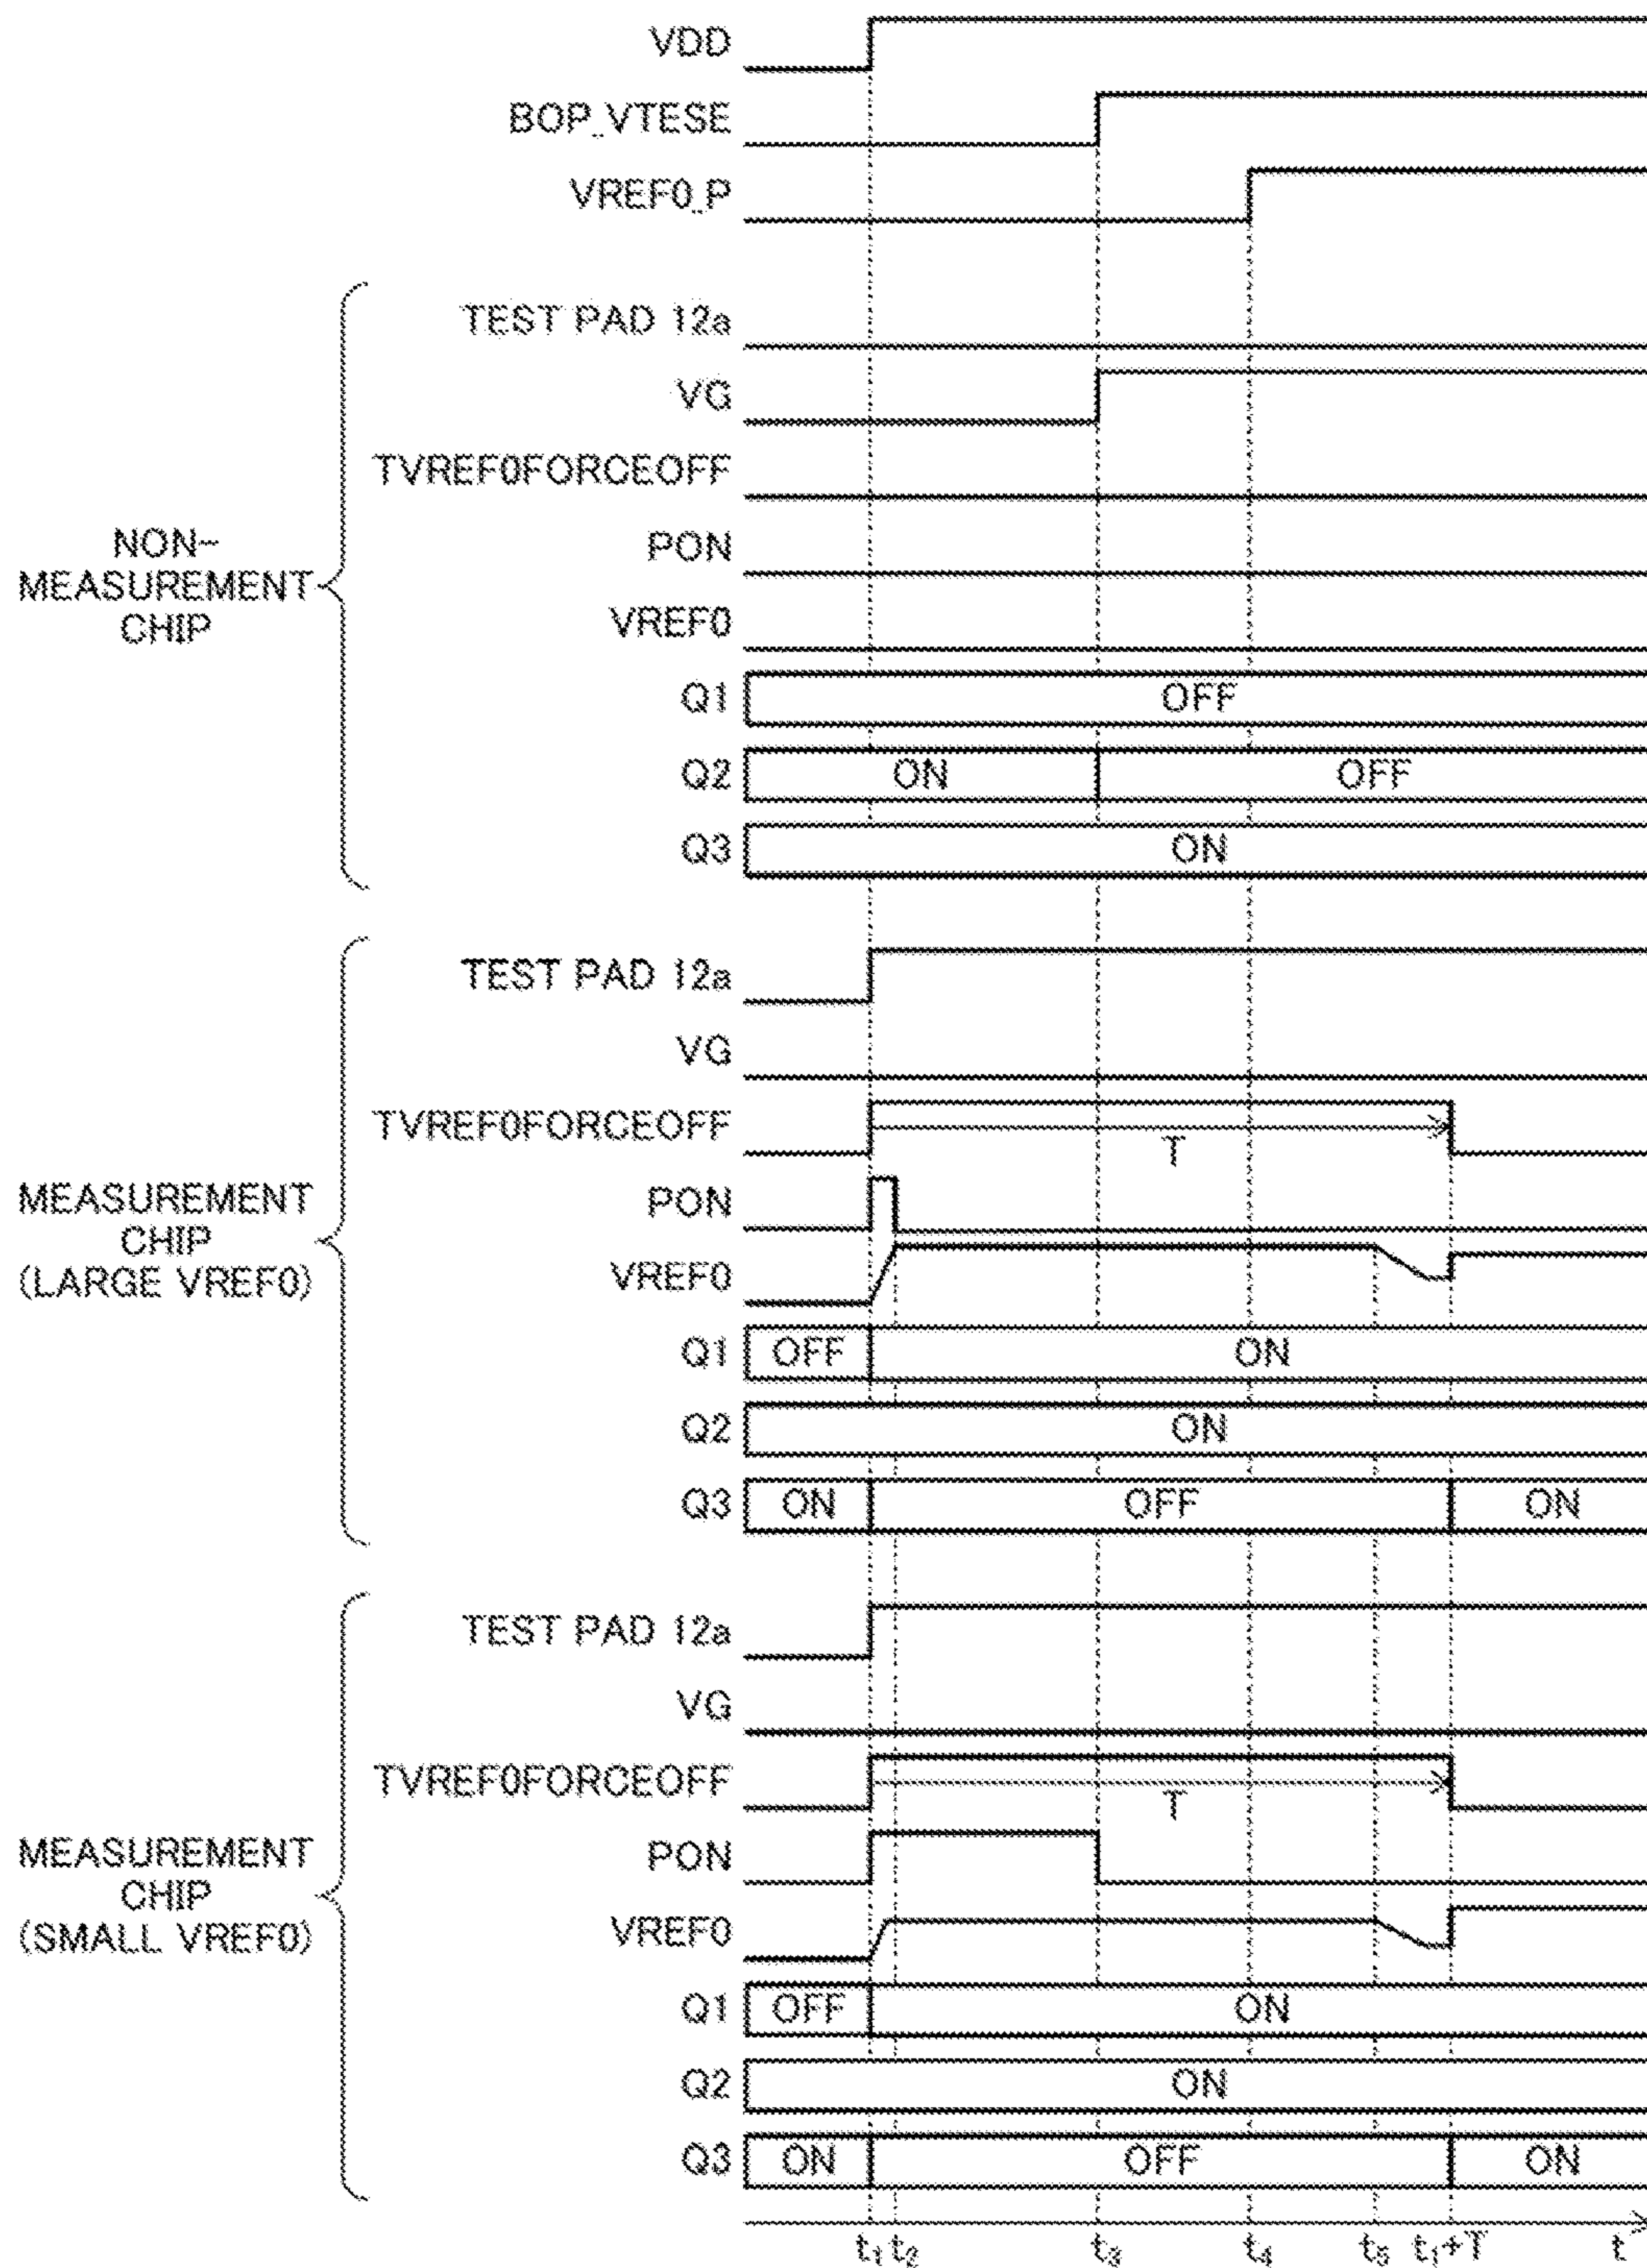 VDD
BOP_VTESE
VREF0_P
NON-
MEASUREMENT
CHIP
TEST PAD 12a
VG
TVREF0FORCEOFF
PON
VREF0
Q1 OFF
Q2 ON OFF
Q3 ON
MEASUREMENT
CHIP
(LARGE VREF0)
TEST PAD 12a
VG
TVREF0FORCEOFF
T
PON
VREF0
Q1 OFF ON
Q2 ON
Q3 ON OFF ON
MEASUREMENT
CHIP
(SMALL VREF0)
TEST PAD 12a
VG
TVREF0FORCEOFF
T
PON
VREF0
Q1 OFF ON
Q2 ON
Q3 ON OFF ON
t₁ t₂ t₃ t₄ t₅ t₁+T t